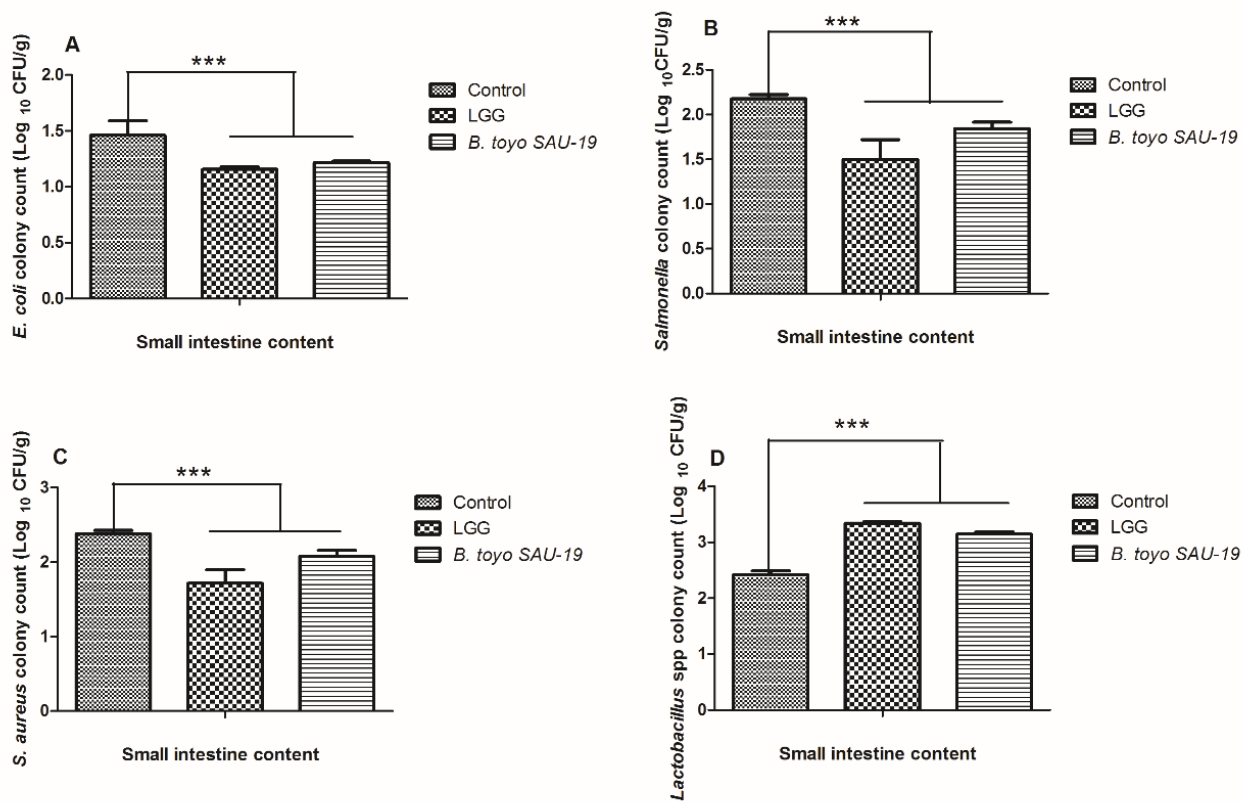 A
E. coli colony count (Log 10 CFU/g)
2.0
1.5
1.0
0.5
0.0
***
Small intestine content
Control
LGG
B. toyo SAU-19
B
Salmonella colony count (Log 10CFU/g)
2.5
2.0
1.5
1.0
0.5
0.0
***
Small intestine content
Control
LGG
B. toyo SAU-19
C
S. aureus colony count (Log 10 CFU/g)
3
2
1
0
***
Small intestine content
Control
LGG
B. toyo SAU-19
D
Lactobacillus spp colony count (Log 10 CFU/g)
4
3
2
1
0
***
Small intestine content
Control
LGG
B. toyo SAU-19